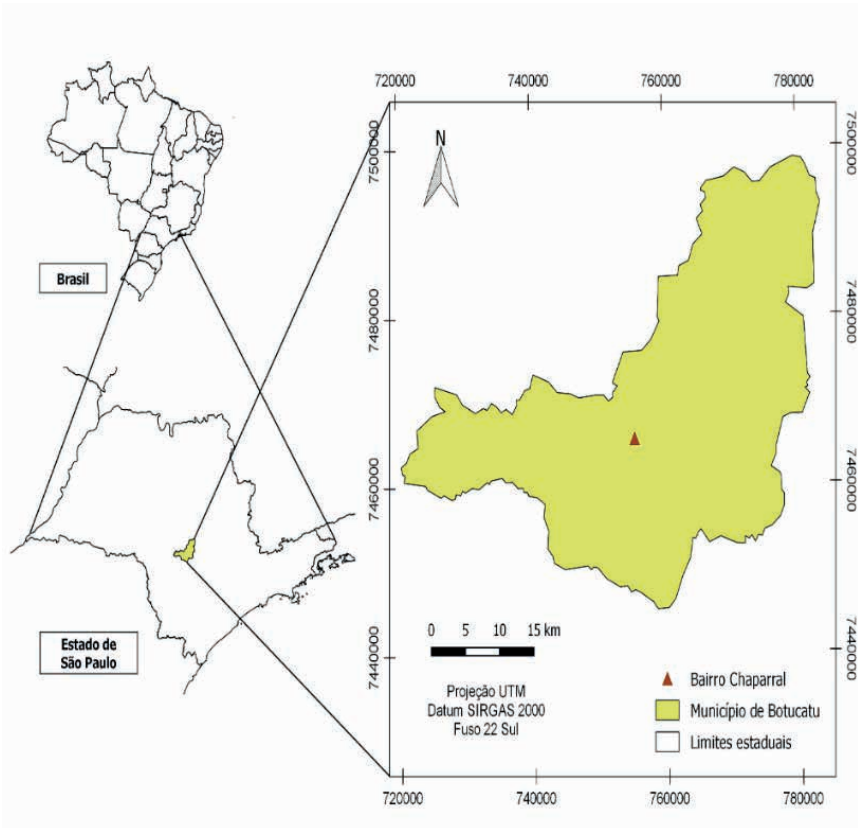 720000
740000
760000
780000
N
7500000
7500000
Brasil
7480000
7480000
7460000
7460000
Estado de
São Paulo
0 5 10 15 km
7440000
7440000
Projeção UTM
Datum SIRGAS 2000
Fuso 22 Sul
Bairro Chaparral
Município de Botucatu
Limites estaduais
720000
740000
760000
780000